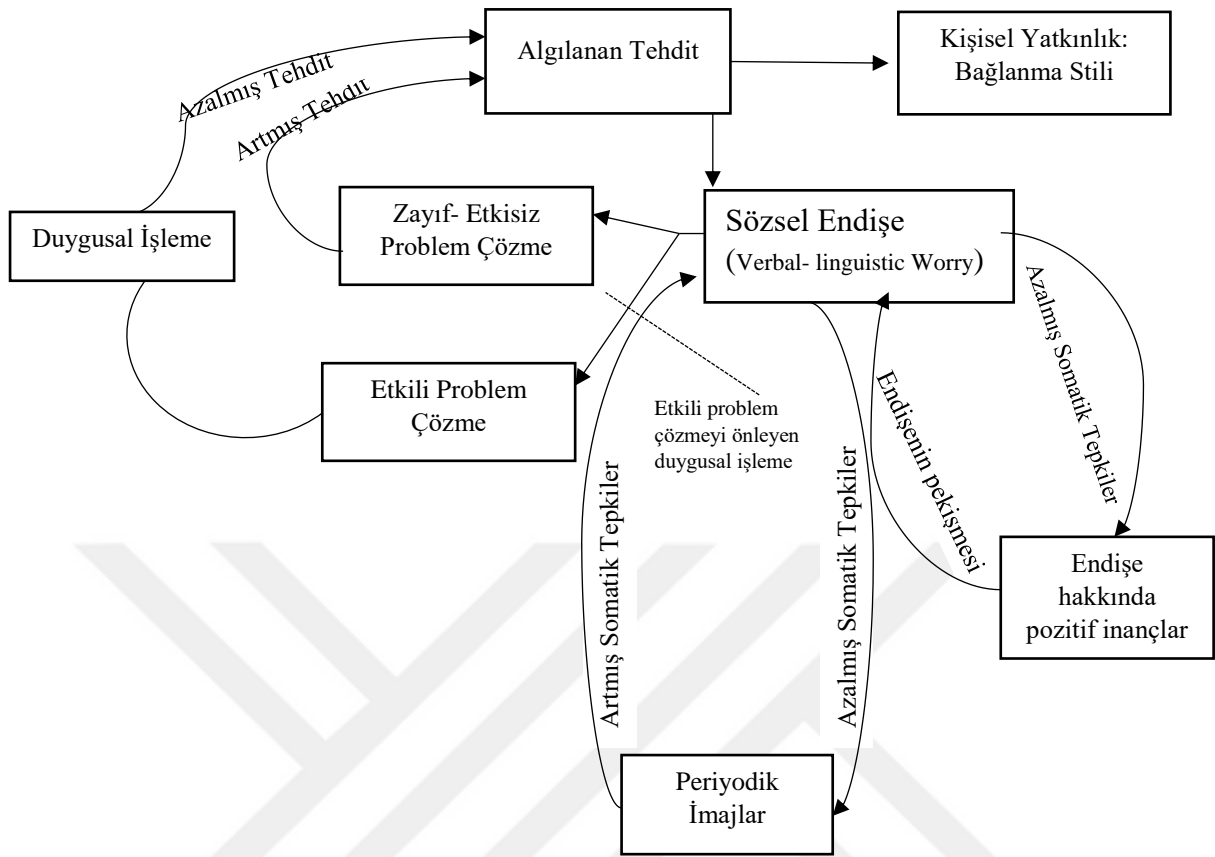 Algılanan Tehdit
Kişisel Yatkınlık:
Bağlanma Stili
Azalmış Tehdit
Artmış Tehdıt
Duygusal İşleme
Zayıf- Etkisiz
Problem Çözme
Sözsel Endişe
(Verbal- linguistic Worry)
Etkili Problem
Çözme
Etkili problem
çözmeyi önleyen
duygusal işleme
Artmış Somatik Tepkiler
Azalmış Somatik Tepkiler
Endişenin pekişmesi
Azalmış Somatik Tepkiler
Endişe
hakkında
pozitif inançlar
Periyodik
İmajlar